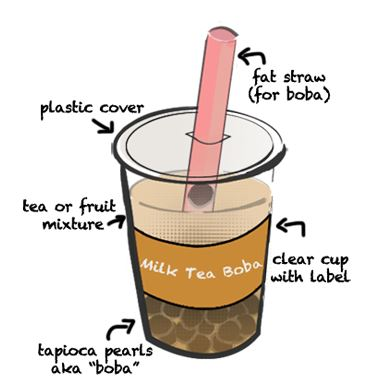 fat straw
(for boba)
plastic cover
tea or fruit
mixture
clear cup
with label
Milk Tea Boba
tapioca pearls
aka "boba"